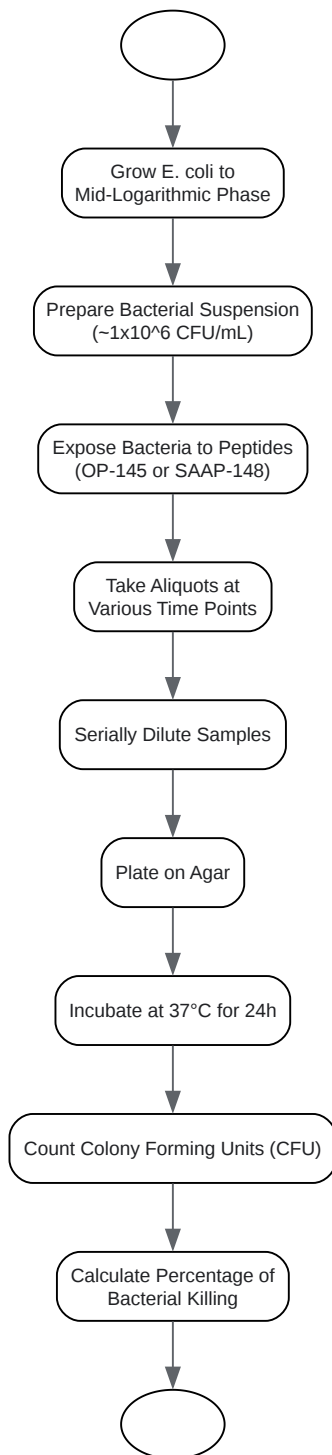 Grow E. coli to
Mid-Logarithmic Phase
Prepare Bacterial Suspension
(~1x10^6 CFU/mL)
Expose Bacteria to Peptides
(OP-145 or SAAP-148)
Take Aliquots at
Various Time Points
Serially Dilute Samples
Plate on Agar
Incubate at 37°C for 24h
Count Colony Forming Units (CFU)
Calculate Percentage of
Bacterial Killing